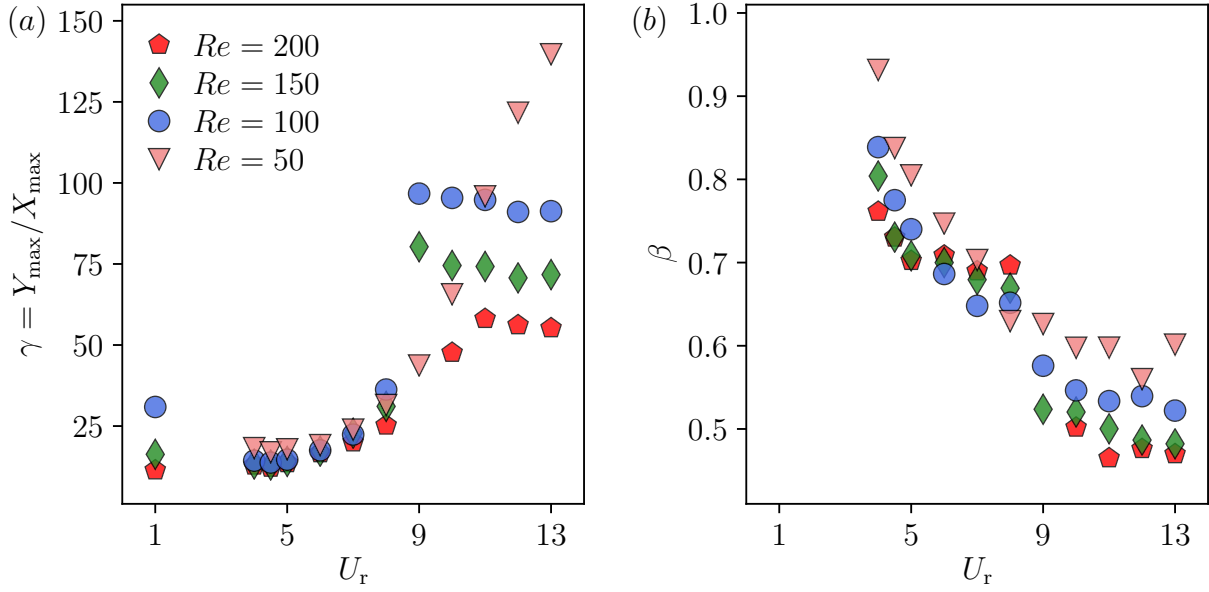 (a)
γ = Y_max/X_max
150
125
100
75
50
25
Re = 200
Re = 150
Re = 100
Re = 50
1
5
9
13
U_r
(b)
β
1.0
0.9
0.8
0.7
0.6
0.5
1
5
9
13
U_r